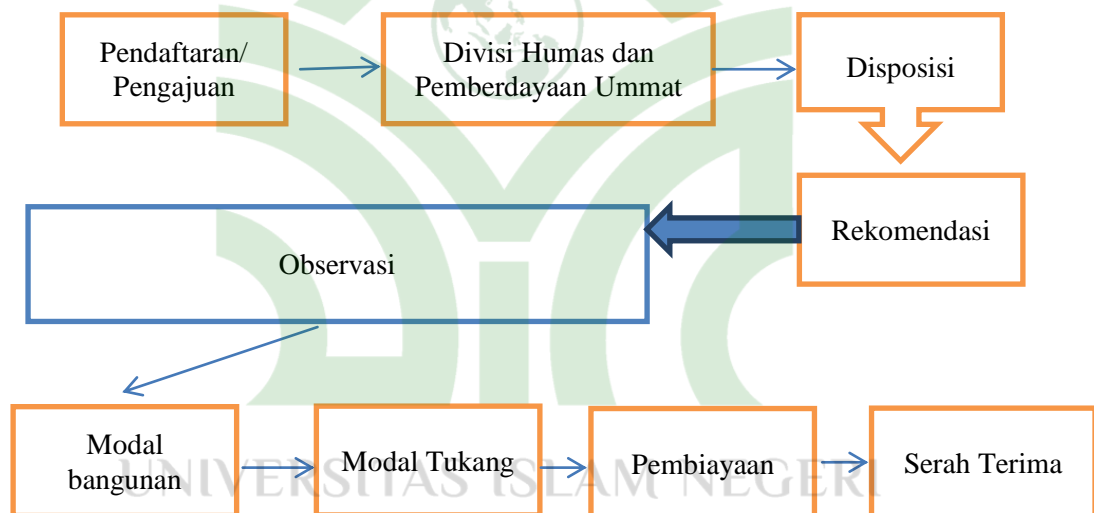 Pendaftaran/
Pengajuan
Divisi Humas dan
Pemberdayaan Ummat
Disposisi
Rekomendasi
Observasi
Modal
bangunan
Modal Tukang
Pembiayaan
Serah Terima
UNIVERSITAS ISLAM NEGERI